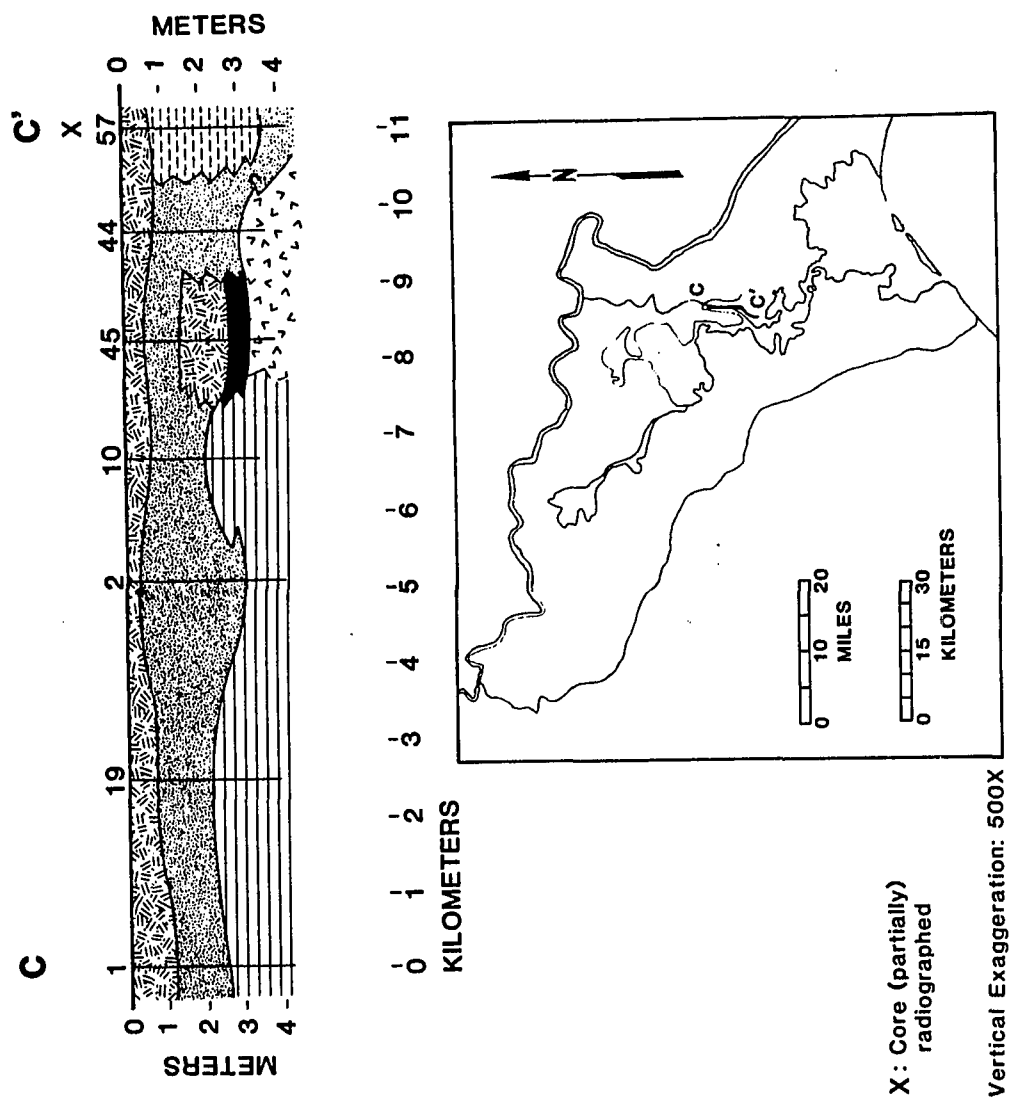 C
C'
X
1
19
2
10
45
44
57
METERS
0
1
2
3
4
METERS
0
1
2
3
4
0
1
2
3
4
5
6
7
8
9
10
11
KILOMETERS
N
C
C'
0 10 20
MILES
0 15 30
KILOMETERS
X: Core (partially)
radiographed
Vertical Exaggeration: 500X